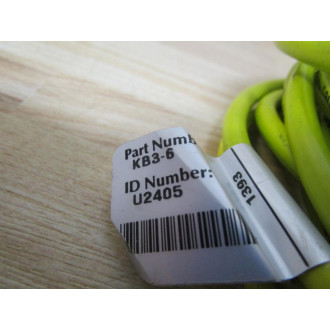 Part Numb
KB3-6
ID Number:
U2405
1393